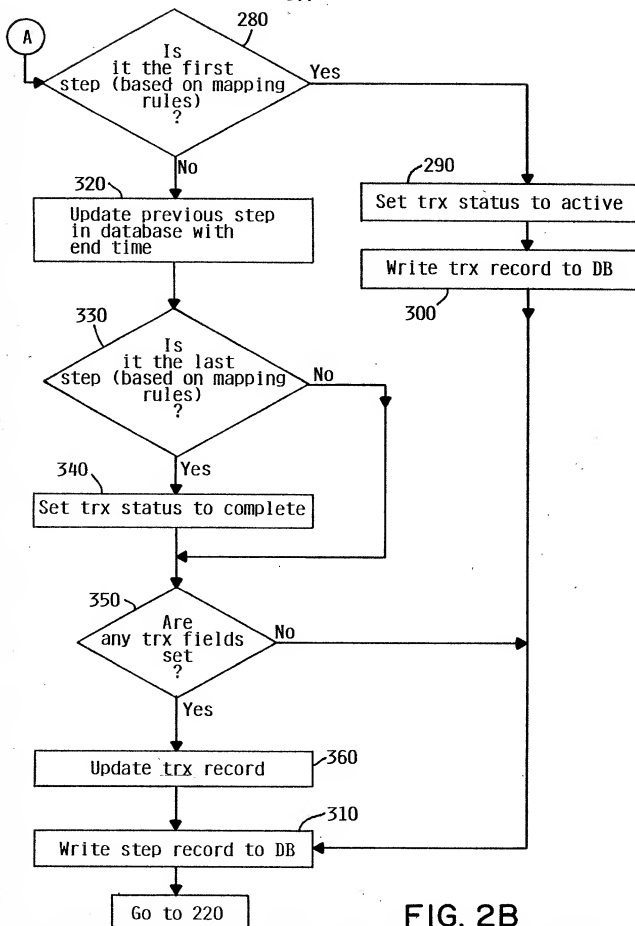 A
280
Is
it the first
step (based on mapping
rules)
?
Yes
No
290
Set trx status to active
Write trx record to DB
300
320
Update previous step
in database with
end time
330
Is
it the last
step (based on mapping
rules)
?
No
Yes
340
Set trx status to complete
350
Are
any trx fields
set
?
No
Yes
Update trx record
360
310
Write step record to DB
Go to 220
FIG. 2B